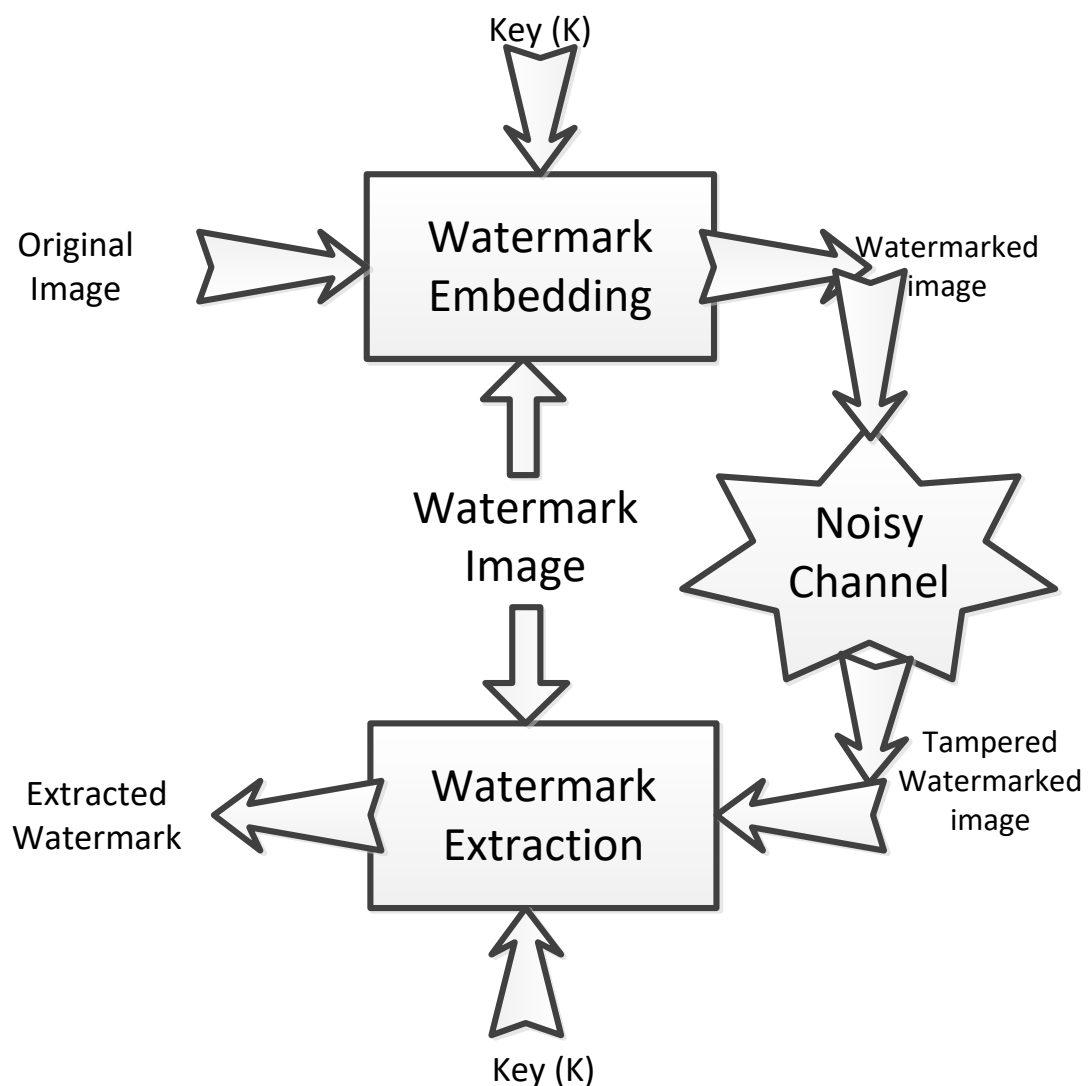 Key (K)
Original
Image
Watermark
Embedding
Watermarked
image
Watermark
Image
Noisy
Channel
Tampered
Watermarked
image
Watermark
Extraction
Extracted
Watermark
Key (K)